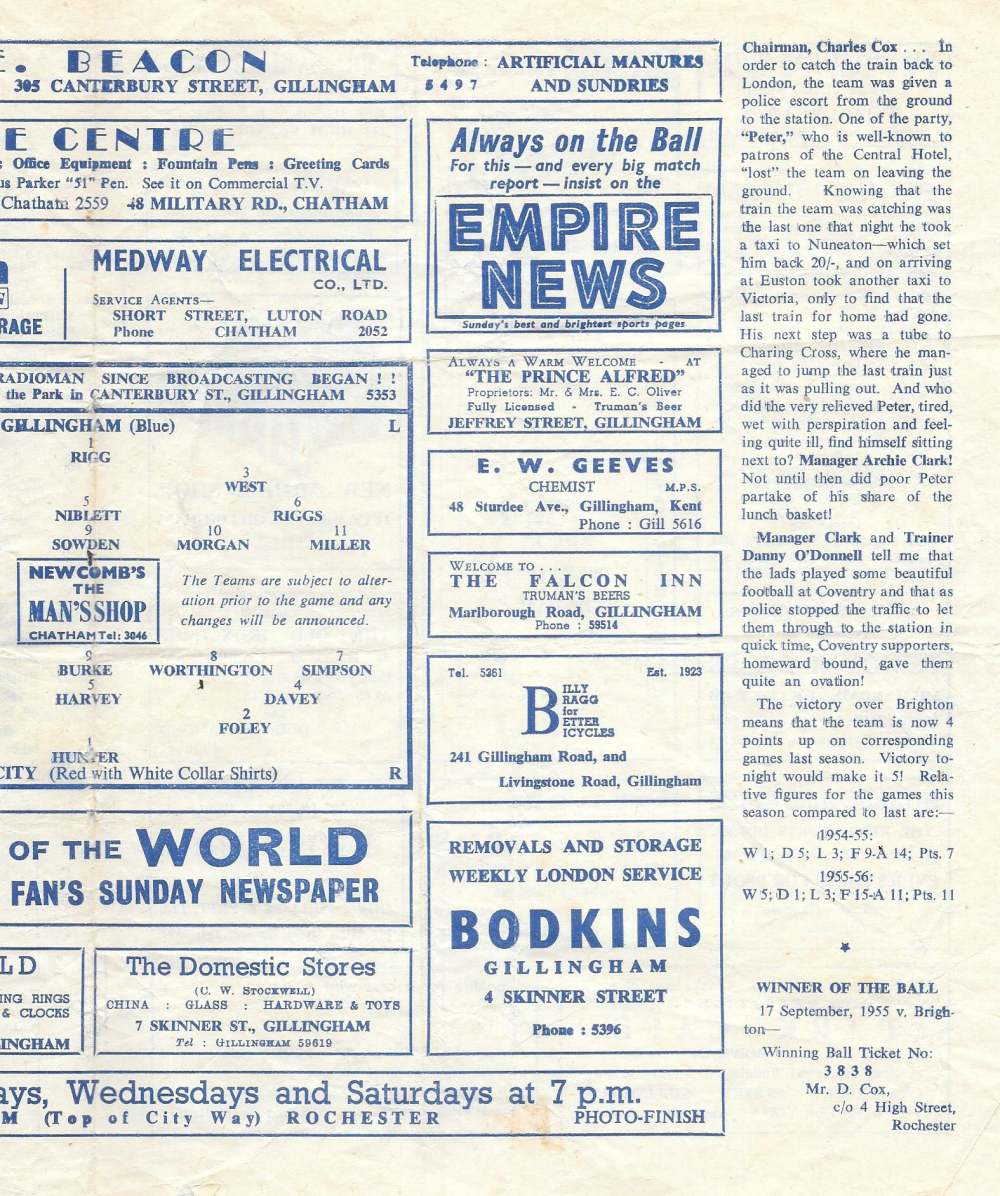 E. BEACON
305 CANTERBURY STREET, GILLINGHAM
Telephone : ARTIFICIAL MANURES
5 4 9 7 AND SUNDRIES
E CENTRE
: Office Equipment : Fountain Pens : Greeting Cards
us Parker "51" Pen. See it on Commercial T.V.
Chatham 2559 48 MILITARY RD., CHATHAM
RAGE
MEDWAY ELECTRICAL
CO., LTD.
SERVICE AGENTS—
SHORT STREET, LUTON ROAD
Phone CHATHAM 2052
RADIOMAN SINCE BROADCASTING BEGAN ! !
the Park in CANTERBURY ST., GILLINGHAM 5353
GILLINGHAM (Blue) L
1
RIGG
3
WEST
5 6
NIBLETT RIGGS
9 10 11
SOWDEN MORGAN MILLER
NEWCOMB'S
THE
MAN'S SHOP
CHATHAM Tel: 3046
The Teams are subject to alter-
ation prior to the game and any
changes will be announced.
9 8 7
BURKE WORTHINGTON SIMPSON
5 4
HARVEY DAVEY
2
FOLEY
1
HUNTER
CITY (Red with White Collar Shirts) R
OF THE WORLD
FAN'S SUNDAY NEWSPAPER
LD
ING RINGS
& CLOCKS
INGHAM
The Domestic Stores
(C. W. STOCKWELL)
CHINA : GLASS : HARDWARE & TOYS
7 SKINNER ST., GILLINGHAM
Tel : GILLINGHAM 59619
Always on the Ball
For this — and every big match
report — insist on the
EMPIRE
NEWS
Sunday's best and brightest sports pages
ALWAYS A WARM WELCOME - AT
"THE PRINCE ALFRED"
Proprietors: Mr. & Mrs. E. C. Oliver
Fully Licensed - Truman's Beer
JEFFREY STREET, GILLINGHAM
E. W. GEEVES
CHEMIST M.P.S.
48 Sturdee Ave., Gillingham, Kent
Phone : Gill 5616
WELCOME TO . . .
THE FALCON INN
TRUMAN'S BEERS
Marlborough Road, GILLINGHAM
Phone : 59514
Tel. 5361 Est. 1923
BILLY
RAGG
for
BETTER
BICYCLES
241 Gillingham Road, and
Livingstone Road, Gillingham
REMOVALS AND STORAGE
WEEKLY LONDON SERVICE
BODKINS
GILLINGHAM
4 SKINNER STREET
Phone : 5396
ays, Wednesdays and Saturdays at 7 p.m.
M (Top of City Way) ROCHESTER PHOTO-FINISH
Chairman, Charles Cox . . . In
order to catch the train back to
London, the team was given a
police escort from the ground
to the station. One of the party,
"Peter," who is well-known to
patrons of the Central Hotel,
"lost" the team on leaving the
ground. Knowing that the
train the team was catching was
the last one that night he took
a taxi to Nuneaton—which set
him back 20/-, and on arriving
at Euston took another taxi to
Victoria, only to find that the
last train for home had gone.
His next step was a tube to
Charing Cross, where he man-
aged to jump the last train just
as it was pulling out. And who
did the very relieved Peter, tired,
wet with perspiration and feel-
ing quite ill, find himself sitting
next to? Manager Archie Clark!
Not until then did poor Peter
partake of his share of the
lunch basket!
Manager Clark and Trainer
Danny O'Donnell tell me that
the lads played some beautiful
football at Coventry and that as
police stopped the traffic to let
them through to the station in
quick time, Coventry supporters,
homeward bound, gave them
quite an ovation!
The victory over Brighton
means that the team is now 4
points up on corresponding
games last season. Victory to-
night would make it 5! Rela-
tive figures for the games this
season compared to last are:—
1954-55:
W 1; D 5; L 3; F 9-A 14; Pts. 7
1955-56:
W 5; D 1; L 3; F 15-A 11; Pts. 11
WINNER OF THE BALL
17 September, 1955 v. Brigh-
ton—
Winning Ball Ticket No:
3838
Mr. D. Cox,
c/o 4 High Street,
Rochester